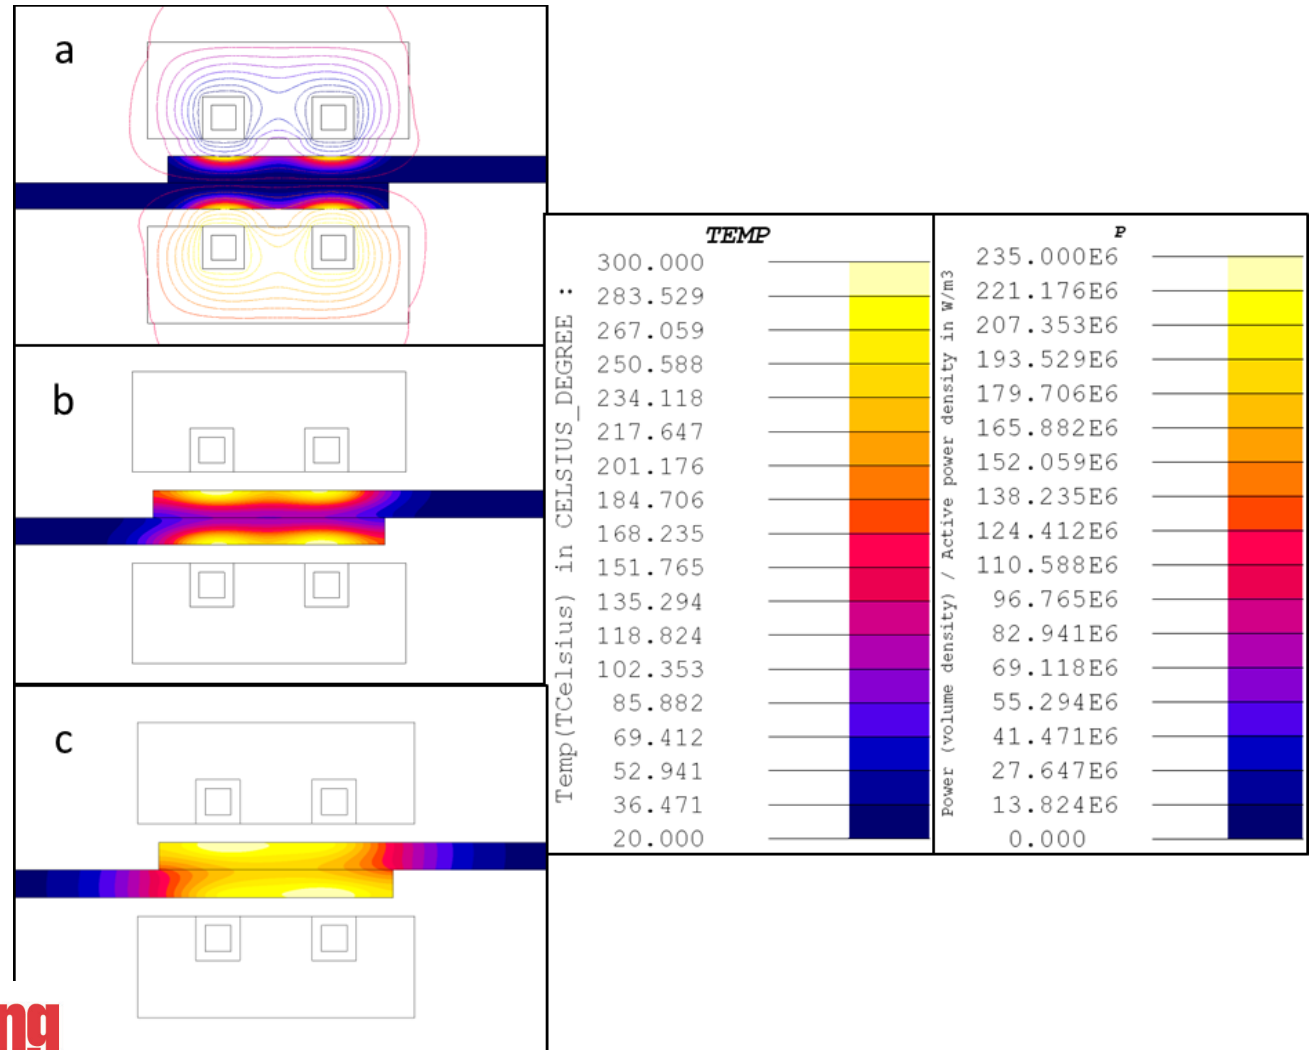 a
b
c
TEMP
Temp(TCelsius) in CELSIUS_DEGREE :
300.000
283.529
267.059
250.588
234.118
217.647
201.176
184.706
168.235
151.765
135.294
118.824
102.353
85.882
69.412
52.941
36.471
20.000
P
Power (volume density) / Active power density in W/m3
235.000E6
221.176E6
207.353E6
193.529E6
179.706E6
165.882E6
152.059E6
138.235E6
124.412E6
110.588E6
96.765E6
82.941E6
69.118E6
55.294E6
41.471E6
27.647E6
13.824E6
0.000
ng